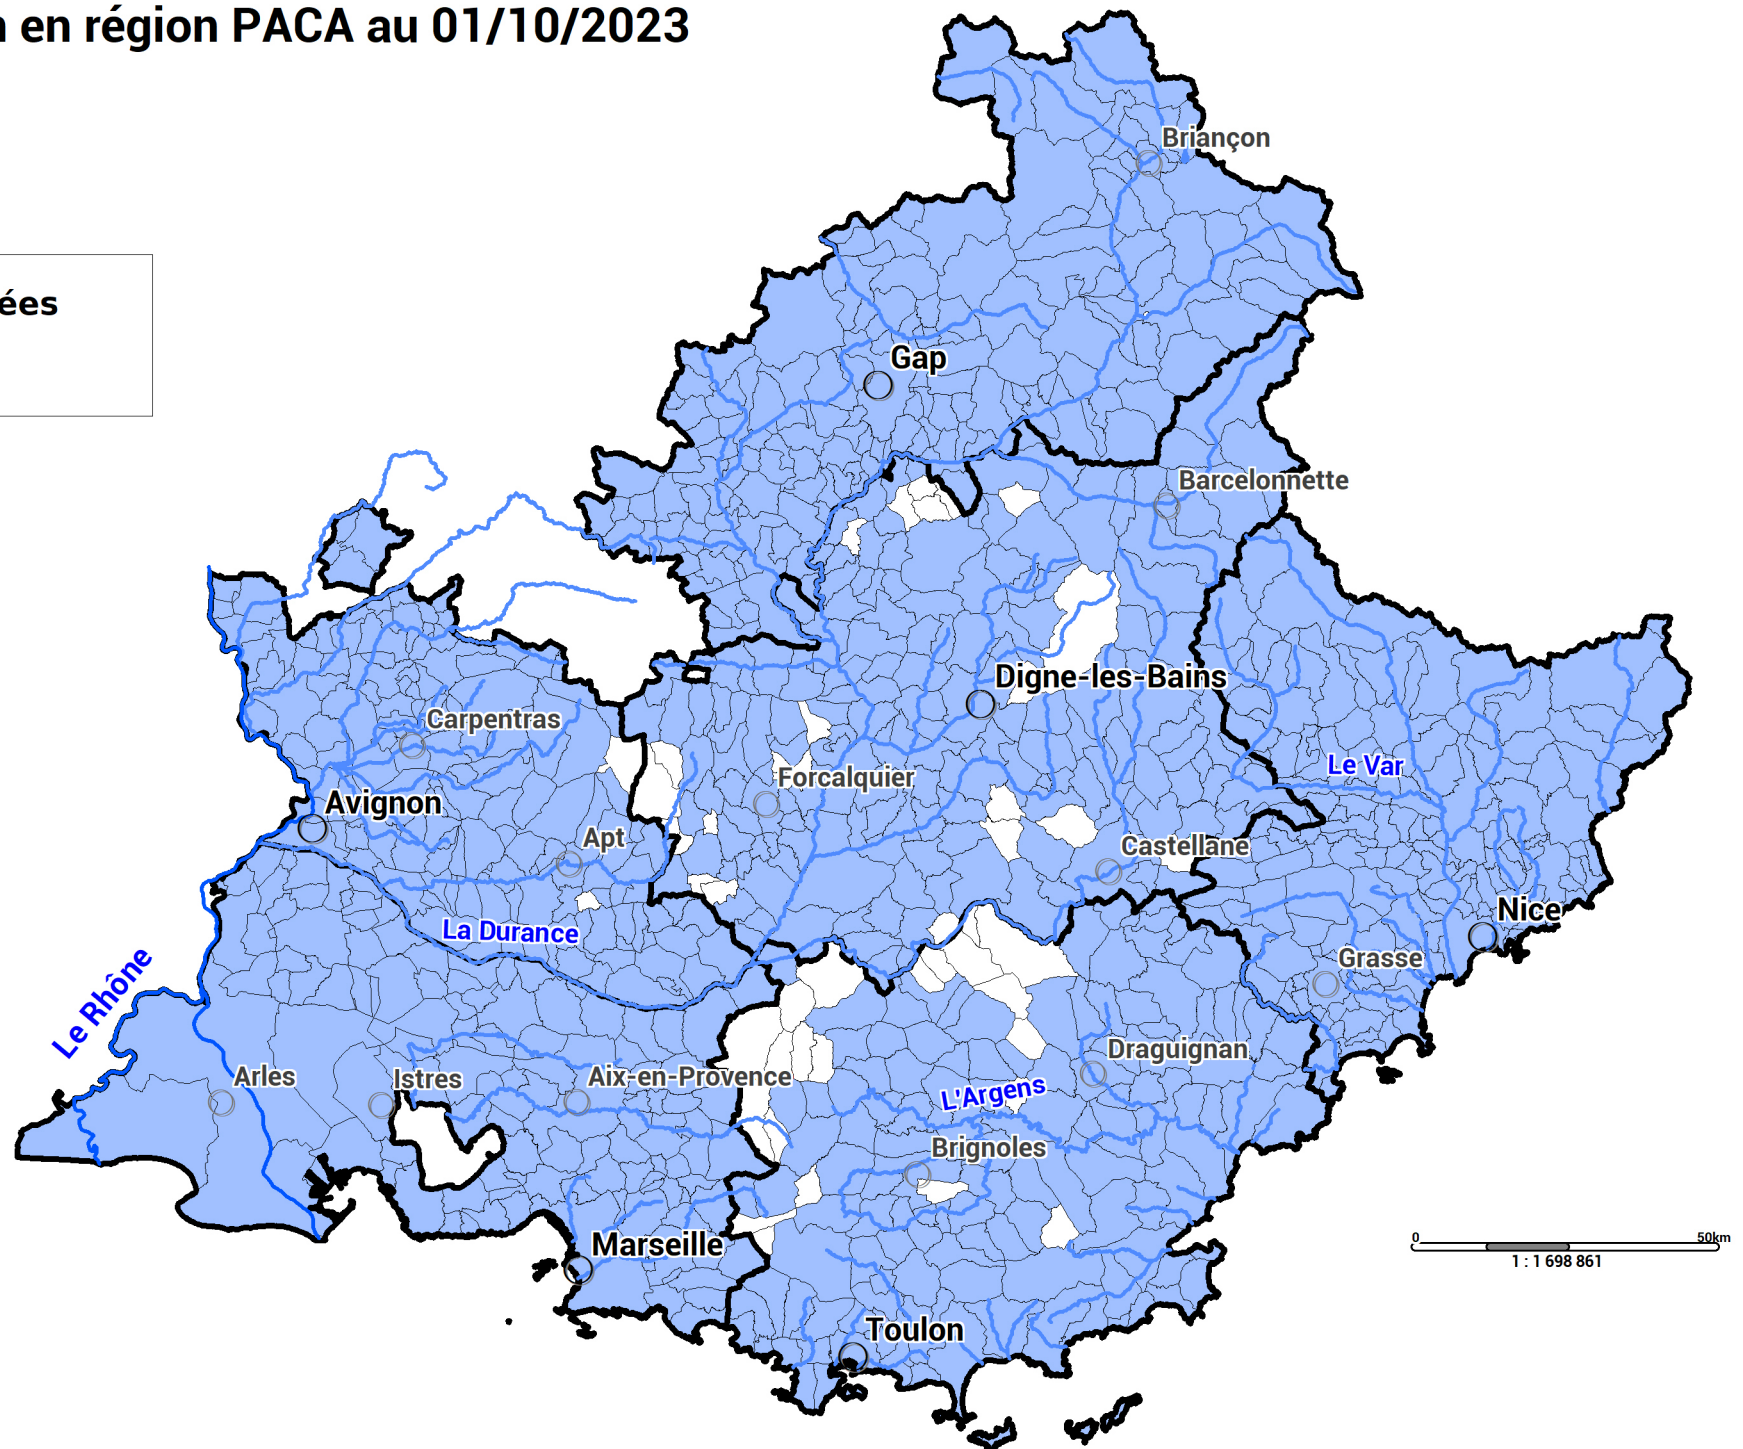 en région PACA au 01/10/2023
Briançon
ées
Gap
Barcelonnette
Digne-les-Bains
Carpentras
Le Var
Forcalquier
Avignon
Apt
Castellane
Nice
La Durance
Grasse
Le Rhône
Draguignan
Arles
Istres
Aix-en-Provence
L'Argens
Brignoles
Marseille
0 50km
1 : 1 698 861
Toulon